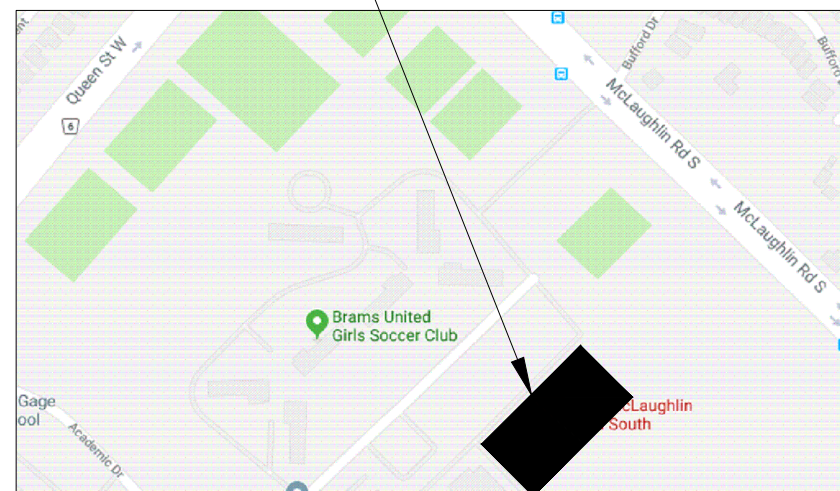 Queen St W
6
Bufford Dr
McLaughlin Rd S
McLaughlin Rd S
Brams United
Girls Soccer Club
Gage
ool
Academic Dr
cLaughlin
South